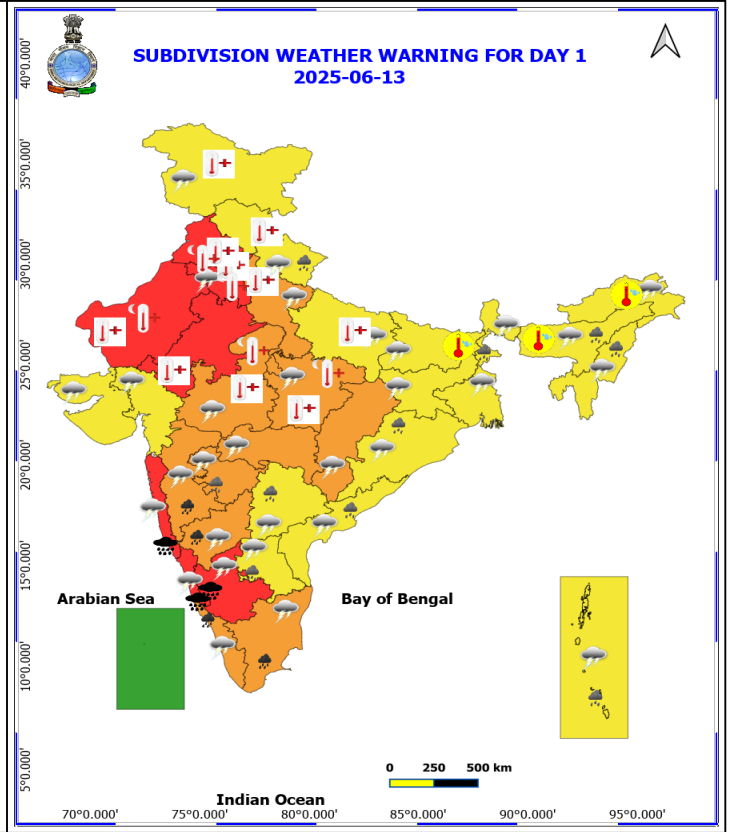 SUBDIVISION WEATHER WARNING FOR DAY 1
2025-06-13
40°0.000'
35°0.000'
30°0.000'
25°0.000'
20°0.000'
15°0.000'
10°0.000'
5°0.000'
Arabian Sea
Bay of Bengal
0 250 500 km
Indian Ocean
70°0.000' 75°0.000' 80°0.000' 85°0.000' 90°0.000' 95°0.000'